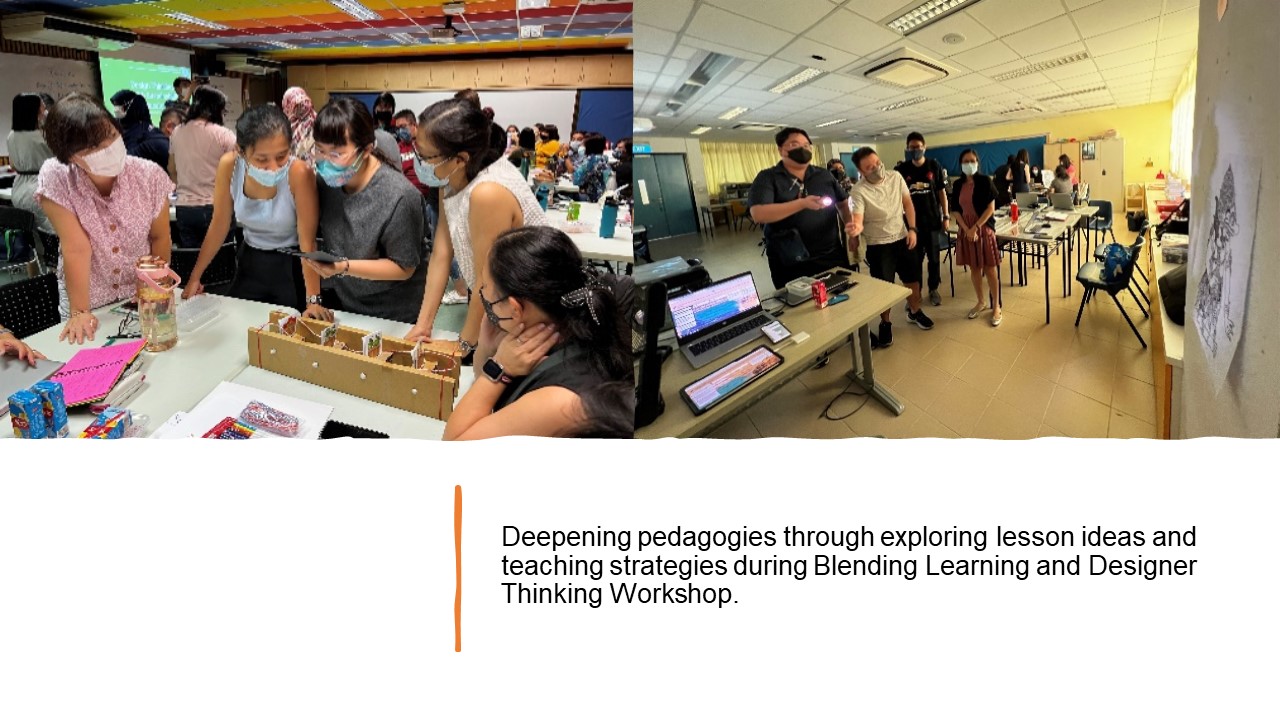 Deepening pedagogies through exploring lesson ideas and
teaching strategies during Blending Learning and Designer
Thinking Workshop.